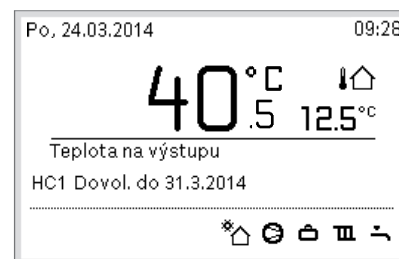 Po, 24.03.2014 09:28
40.5 °C 12.5°C
Teplota na výstupu
HC1 Dovol. do 31.3.2014